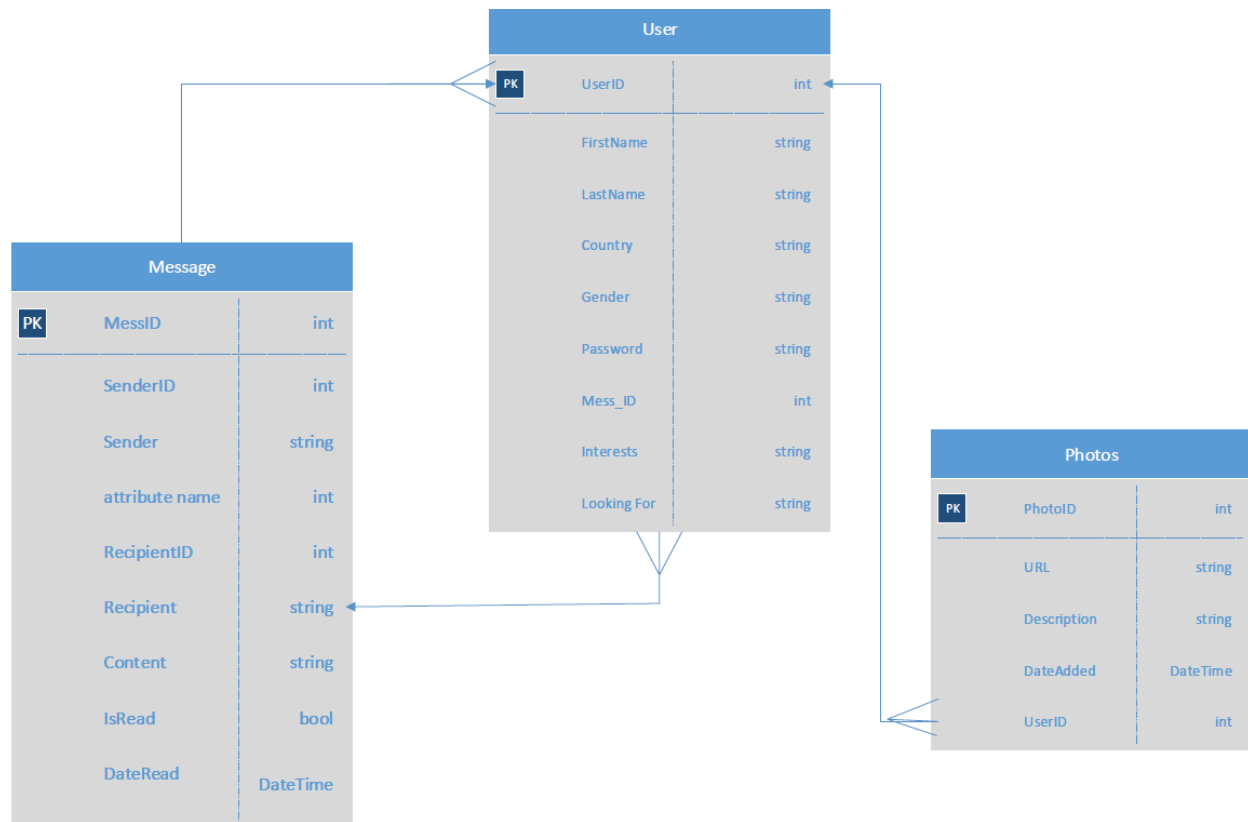 User
PK UserID int
FirstName string
LastName string
Country string
Gender string
Password string
Mess_ID int
Interests string
Looking For string
Message
PK MessID int
SenderID int
Sender string
attribute name int
RecipientID int
Recipient string
Content string
IsRead bool
DateRead DateTime
Photos
PK PhotoID int
URL string
Description string
DateAdded DateTime
UserID int